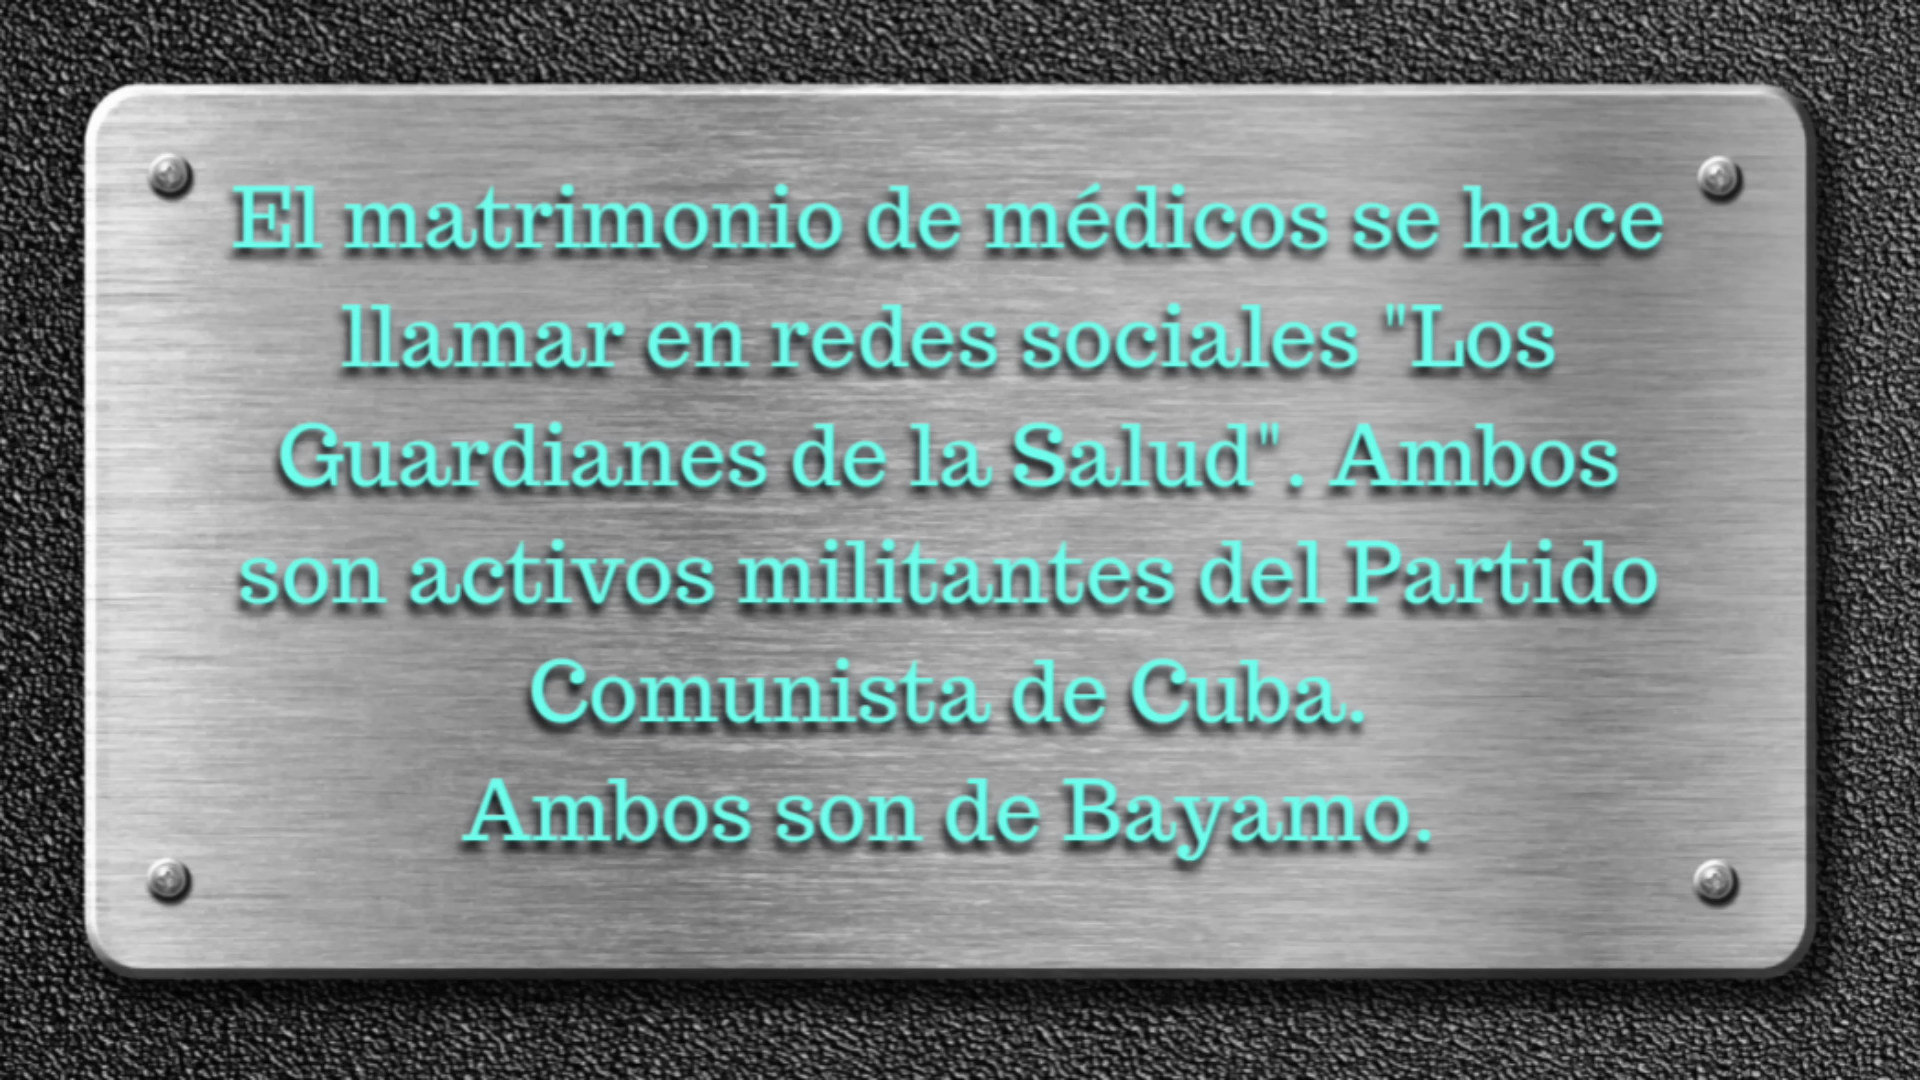 El matrimonio de médicos se hace
llamar en redes sociales "Los
Guardianes de la Salud". Ambos
son activos militantes del Partido
Comunista de Cuba.
Ambos son de Bayamo.